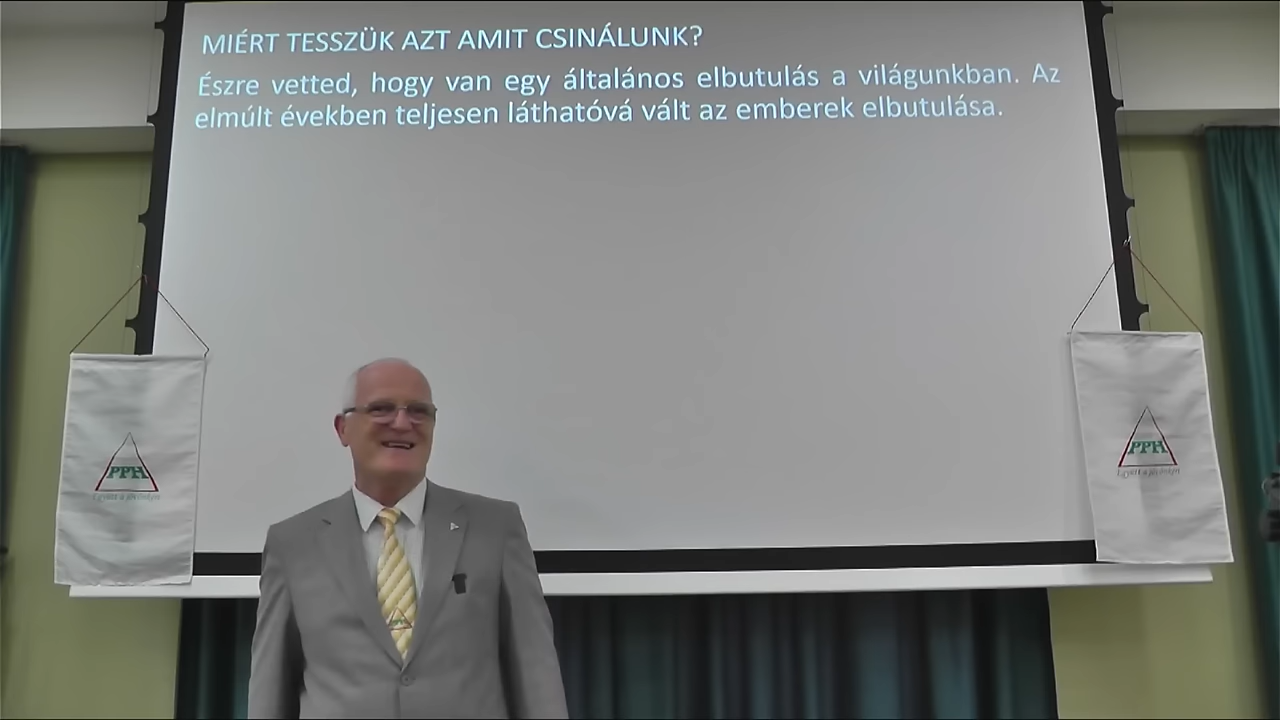 MIÉRT TESSZÜK AZT AMIT CSINÁLUNK?
Észre vetted, hogy van egy általános elbutulás a világunkban. Az
elmúlt években teljesen láthatóvá vált az emberek elbutulása.
PPH
PPH
PPH